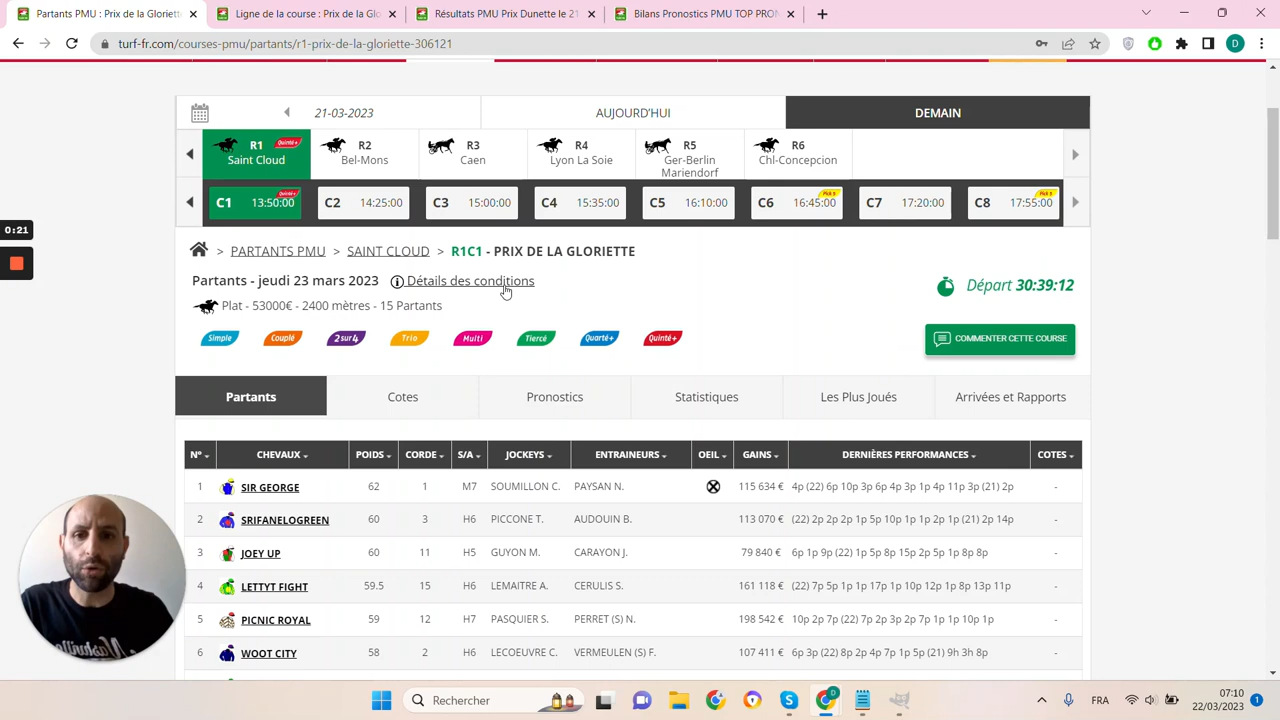 Partants PMU : Prix de la Gloriette
Ligne de la course : Prix de la Glo
Résultats PMU Prix Dunette le 21
Bilans Pronostics PMU TOP PRON
turf-fr.com/courses-pmu/partants/r1-prix-de-la-gloriette-306121
D
21-03-2023 AUJOURD'HUI DEMAIN
R1 Quinté+ Saint Cloud
R2 Bel-Mons
R3 Caen
R4 Lyon La Soie
R5 Ger-Berlin Mariendorf
R6 Chl-Concepcion
C1 13:50:00 Quinté+ C2 14:25:00 C3 15:00:00 C4 15:35:00 C5 16:10:00 C6 16:45:00 Pick 5 C7 17:20:00 C8 17:55:00 Pick 5
0:21
> PARTANTS PMU > SAINT CLOUD > R1C1 - PRIX DE LA GLORIETTE
Partants - jeudi 23 mars 2023 Détails des conditions
Départ 30:39:12
Plat - 53000€ - 2400 mètres - 15 Partants
Simple Couplé 2 sur 4 Trio Multi Tiercé Quarté+ Quinté+
COMMENTER CETTE COURSE
Partants Cotes Pronostics Statistiques Les Plus Joués Arrivées et Rapports
N° CHEVAUX POIDS CORDE S/A JOCKEYS ENTRAINEURS OEIL GAINS DERNIÈRES PERFORMANCES COTES
1 SIR GEORGE 62 1 M7 SOUMILLON C. PAYSAN N. 115 634 € 4p (22) 6p 10p 3p 6p 4p 3p 1p 4p 11p 3p (21) 2p -
2 SRIFANELOGREEN 60 3 H6 PICCONE T. AUDOUIN B. 113 070 € (22) 2p 2p 2p 1p 5p 10p 1p 1p 2p 1p (21) 2p 14p -
3 JOEY UP 60 11 H5 GUYON M. CARAYON J. 79 840 € 6p 1p 9p (22) 1p 5p 8p 15p 2p 5p 1p 8p 8p -
4 LETTYT FIGHT 59.5 15 H6 LEMAITRE A. CERULIS S. 161 118 € (22) 7p 5p 1p 1p 17p 1p 10p 12p 1p 8p 13p 11p -
5 PICNIC ROYAL 59 12 H7 PASQUIER S. PERRET (S) N. 198 542 € 10p 2p 7p (22) 7p 2p 3p 2p 7p 1p 1p 10p 1p -
6 WOOT CITY 58 2 H6 LECOEUVRE C. VERMEULEN (S) F. 107 411 € 6p 3p (22) 8p 2p 4p 7p 1p 5p (21) 9h 3h 8p -
Nashville
Rechercher
FRA
07:10
22/03/2023
1